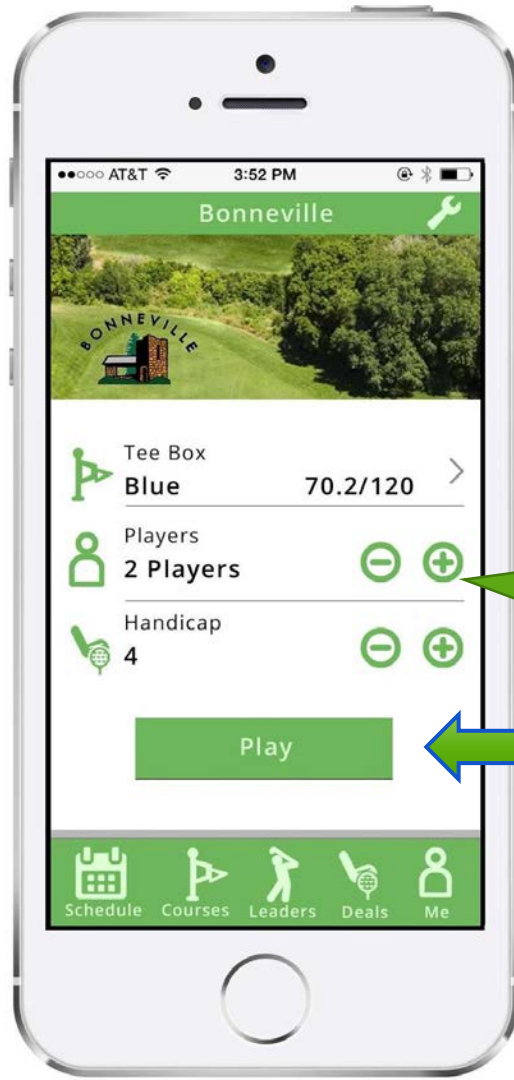 AT&T 3:52 PM
Bonneville
BONNEVILLE
Tee Box
Blue 70.2/120
Players
2 Players
Handicap
4
Play
Schedule Courses Leaders Deals Me